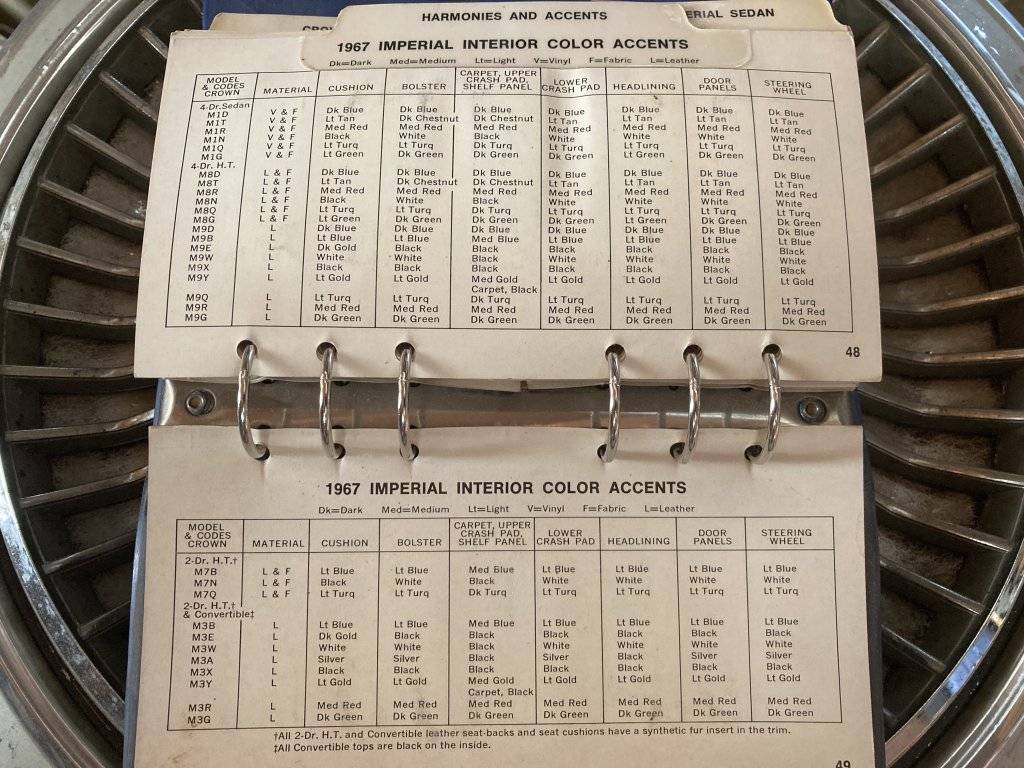 HARMONIES AND ACCENTS
ERIAL SEDAN
1967 IMPERIAL INTERIOR COLOR ACCENTS
Dk=Dark Med=Medium Lt=Light V=Vinyl F=Fabric L=Leather
MODEL & CODES CROWN MATERIAL CUSHION BOLSTER CARPET, UPPER CRASH PAD, SHELF PANEL LOWER CRASH PAD HEADLINING DOOR PANELS STEERING WHEEL
4-Dr.Sedan
M1D V & F Dk Blue Dk Blue Dk Blue Dk Blue Dk Blue Dk Blue Dk Blue
M1T V & F Lt Tan Dk Chestnut Dk Chestnut Lt Tan Lt Tan Lt Tan Lt Tan
M1R V & F Med Red Med Red Med Red Med Red Med Red Med Red Med Red
M1N V & F Black White Black White White White White
M1Q V & F Lt Turq Lt Turq Dk Turq Lt Turq Lt Turq Lt Turq Lt Turq
M1G V & F Lt Green Dk Green Dk Green Dk Green Lt Green Dk Green Dk Green
4-Dr. H.T.
M8D L & F Dk Blue Dk Blue Dk Blue Dk Blue Dk Blue Dk Blue Dk Blue
M8T L & F Lt Tan Dk Chestnut Dk Chestnut Lt Tan Lt Tan Lt Tan Lt Tan
M8R L & F Med Red Med Red Med Red Med Red Med Red Med Red Med Red
M8N L & F Black White Black White White White White
M8Q L & F Lt Turq Lt Turq Dk Turq Lt Turq Lt Turq Lt Turq Lt Turq
M8G L & F Lt Green Dk Green Dk Green Dk Green Dk Green Dk Green Dk Green
M9D L Dk Blue Dk Blue Dk Blue Dk Blue Dk Blue Dk Blue Dk Blue
M9B L Lt Blue Lt Blue Med Blue Lt Blue Lt Blue Lt Blue Lt Blue
M9E L Dk Gold Black Black Black Black Black Black
M9W L White White Black White White White White
M9X L Black Black Black Black Black Black Black
M9Y L Lt Gold Lt Gold Med Gold Lt Gold Lt Gold Lt Gold Lt Gold
Carpet, Black
M9Q L Lt Turq Lt Turq Dk Turq Lt Turq Lt Turq Lt Turq Lt Turq
M9R L Med Red Med Red Med Red Med Red Med Red Med Red Med Red
M9G L Dk Green Dk Green Dk Green Dk Green Dk Green Dk Green Dk Green
48
1967 IMPERIAL INTERIOR COLOR ACCENTS
Dk=Dark Med=Medium Lt=Light V=Vinyl F=Fabric L=Leather
MODEL & CODES CROWN MATERIAL CUSHION BOLSTER CARPET, UPPER CRASH PAD, SHELF PANEL LOWER CRASH PAD HEADLINING DOOR PANELS STEERING WHEEL
2-Dr. H.T.†
M7B L & F Lt Blue Lt Blue Med Blue Lt Blue Lt Blue Lt Blue Lt Blue
M7N L & F Black White Black White White White White
M7Q L & F Lt Turq Lt Turq Dk Turq Lt Turq Lt Turq Lt Turq Lt Turq
2-Dr. H.T.†
& Convertible‡
M3B L Lt Blue Lt Blue Med Blue Lt Blue Lt Blue Lt Blue Lt Blue
M3E L Dk Gold Black Black Black Black Black Black
M3W L White White Black White White White White
M3A L Silver Silver Black Silver Black Silver Silver
M3X L Black Black Black Black Black Black Black
M3Y L Lt Gold Lt Gold Med Gold Lt Gold Lt Gold Lt Gold Lt Gold
Carpet, Black
M3R L Med Red Med Red Med Red Med Red Med Red Med Red Med Red
M3G L Dk Green Dk Green Dk Green Dk Green Dk Green Dk Green Dk Green
†All 2-Dr. H.T. and Convertible leather seat-backs and seat cushions have a synthetic fur insert in the trim.
‡All Convertible tops are black on the inside.
49